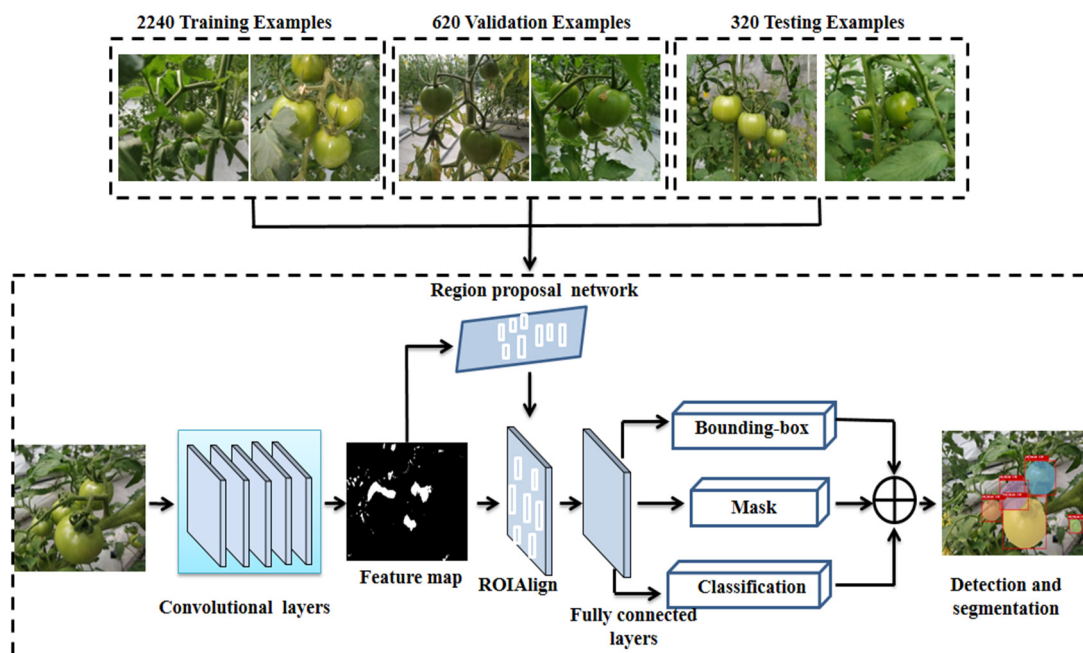 2240 Training Examples
620 Validation Examples
320 Testing Examples
Region proposal network
Bounding-box
Mask
Classification
Convolutional layers
Feature map
ROIAlign
Fully connected
layers
Detection and
segmentation